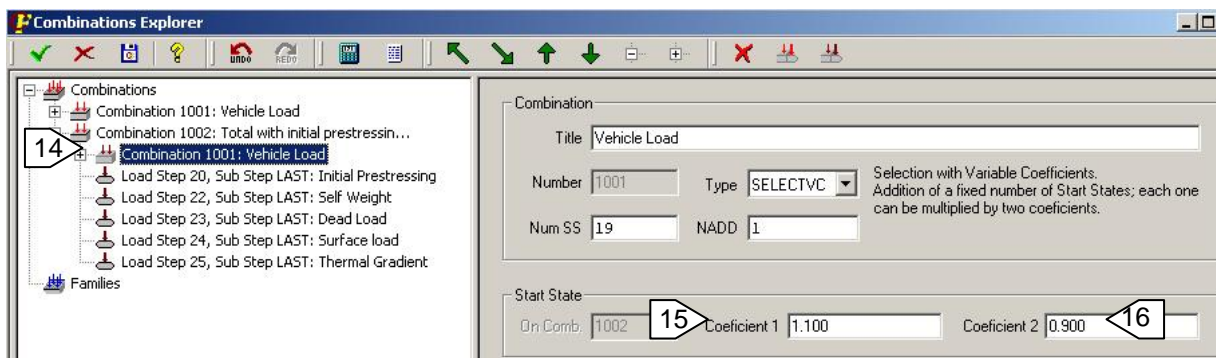 Combinations Explorer
UNDO
REDO
Combinations
Combination 1001: Vehicle Load
Combination 1002: Total with initial prestressin...
14
Combination 1001: Vehicle Load
Load Step 20, Sub Step LAST: Initial Prestressing
Load Step 22, Sub Step LAST: Self Weight
Load Step 23, Sub Step LAST: Dead Load
Load Step 24, Sub Step LAST: Surface load
Load Step 25, Sub Step LAST: Thermal Gradient
Families
Combination
Title Vehicle Load
Number 1001 Type SELECTVC
Selection with Variable Coefficients.
Addition of a fixed number of Start States; each one
can be multiplied by two coeficients.
Num SS 19 NADD 1
Start State
On Comb. 1002 15 Coeficient 1 1.100 Coeficient 2 0.900 16